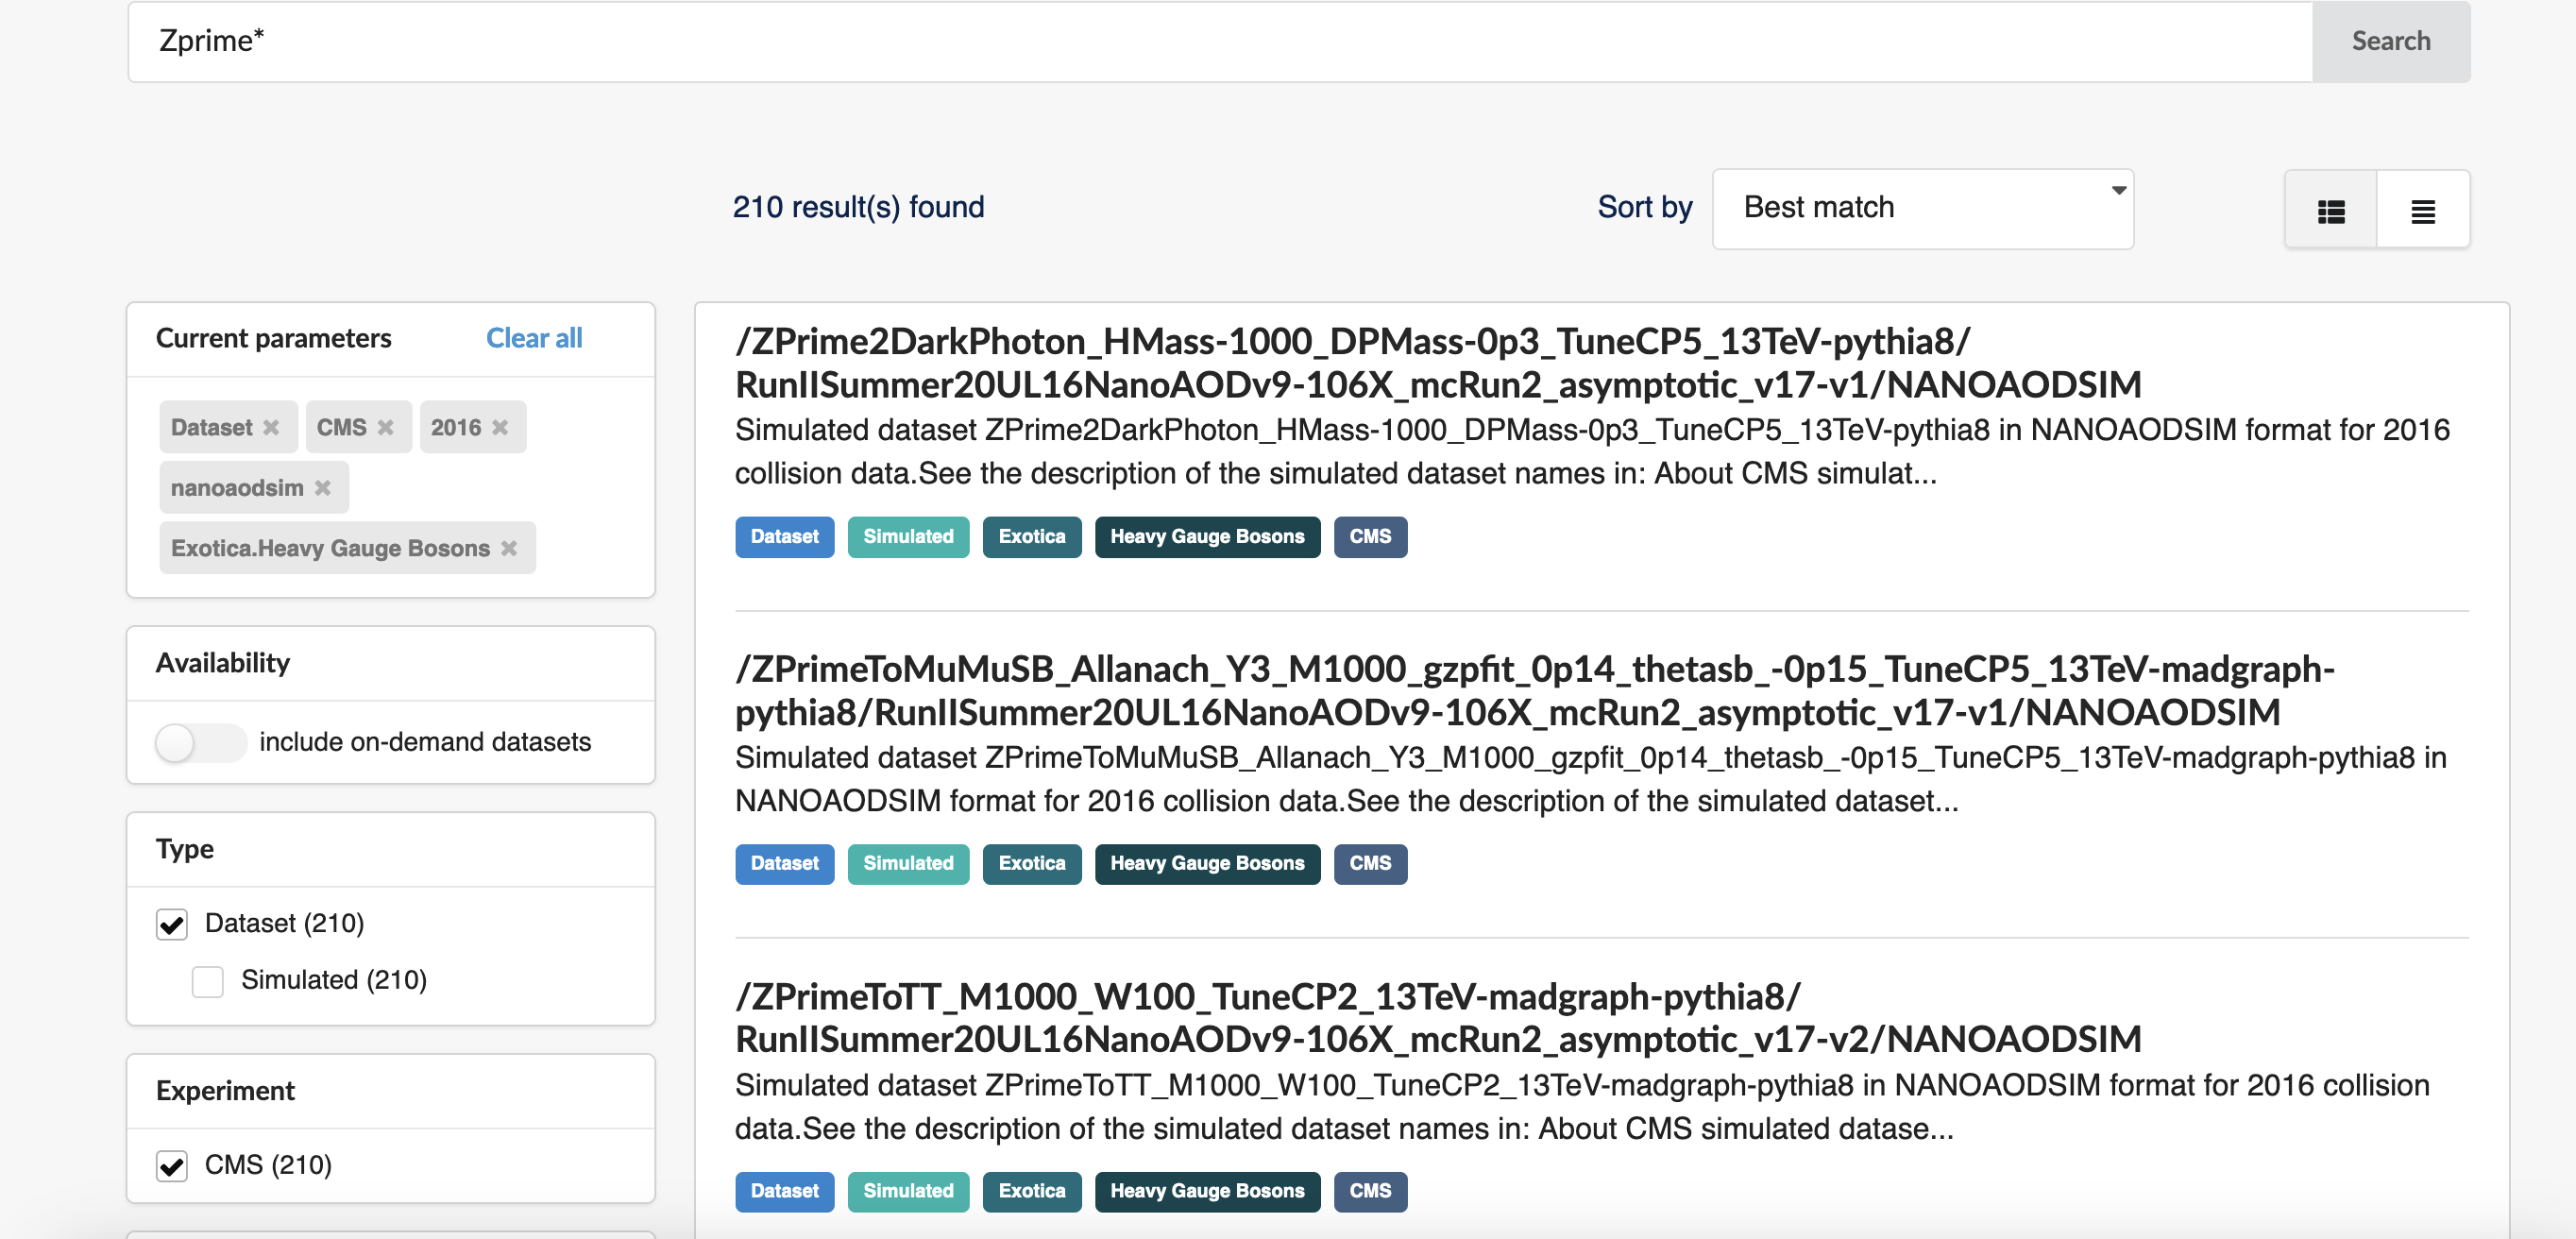 Zprime*
Search
210 result(s) found
Sort by
Best match
Current parameters
Clear all
Dataset ×
CMS ×
2016 ×
nanoaodsim ×
Exotica.Heavy Gauge Bosons ×
Availability
include on-demand datasets
Type
Dataset (210)
Simulated (210)
Experiment
CMS (210)
/ZPrime2DarkPhoton_HMass-1000_DPMass-0p3_TuneCP5_13TeV-pythia8/
RunIISummer20UL16NanoAODv9-106X_mcRun2_asymptotic_v17-v1/NANOAODSIM
Simulated dataset ZPrime2DarkPhoton_HMass-1000_DPMass-0p3_TuneCP5_13TeV-pythia8 in NANOAODSIM format for 2016
collision data.See the description of the simulated dataset names in: About CMS simulat...
Dataset Simulated Exotica Heavy Gauge Bosons CMS
/ZPrimeToMuMuSB_Allanach_Y3_M1000_gzpfit_0p14_thetasb_-0p15_TuneCP5_13TeV-madgraph-
pythia8/RunIISummer20UL16NanoAODv9-106X_mcRun2_asymptotic_v17-v1/NANOAODSIM
Simulated dataset ZPrimeToMuMuSB_Allanach_Y3_M1000_gzpfit_0p14_thetasb_-0p15_TuneCP5_13TeV-madgraph-pythia8 in
NANOAODSIM format for 2016 collision data.See the description of the simulated dataset...
Dataset Simulated Exotica Heavy Gauge Bosons CMS
/ZPrimeToTT_M1000_W100_TuneCP2_13TeV-madgraph-pythia8/
RunIISummer20UL16NanoAODv9-106X_mcRun2_asymptotic_v17-v2/NANOAODSIM
Simulated dataset ZPrimeToTT_M1000_W100_TuneCP2_13TeV-madgraph-pythia8 in NANOAODSIM format for 2016 collision
data.See the description of the simulated dataset names in: About CMS simulated datase...
Dataset Simulated Exotica Heavy Gauge Bosons CMS